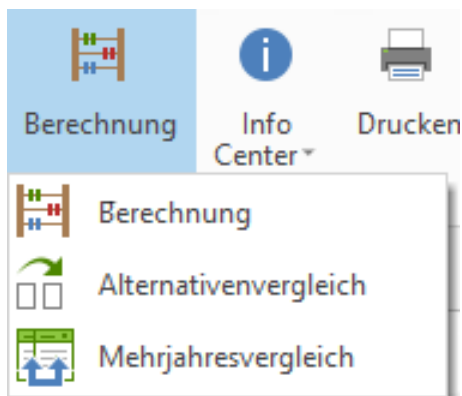 Berechnung
Info
Center
Drucken
Berechnung
Alternativenvergleich
Mehrjahresvergleich